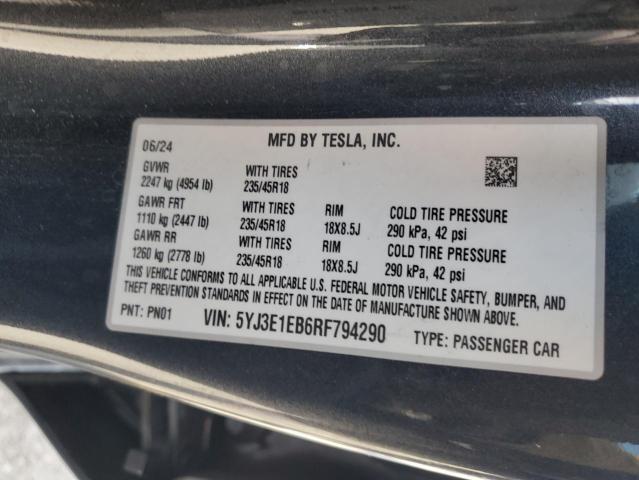 06/24 MFD BY TESLA, INC.
GVWR WITH TIRES
2247 kg (4954 lb) 235/45R18
GAWR FRT WITH TIRES RIM COLD TIRE PRESSURE
1110 kg (2447 lb) 235/45R18 18X8.5J 290 kPa, 42 psi
GAWR RR WITH TIRES RIM COLD TIRE PRESSURE
1260 kg (2778 lb) 235/45R18 18X8.5J 290 kPa, 42 psi
THIS VEHICLE CONFORMS TO ALL APPLICABLE U.S. FEDERAL MOTOR VEHICLE SAFETY, BUMPER, AND
THEFT PREVENTION STANDARDS IN EFFECT ON THE DATE OF MANUFACTURE SHOWN ABOVE.
PNT: PN01 VIN: 5YJ3E1EB6RF794290 TYPE: PASSENGER CAR